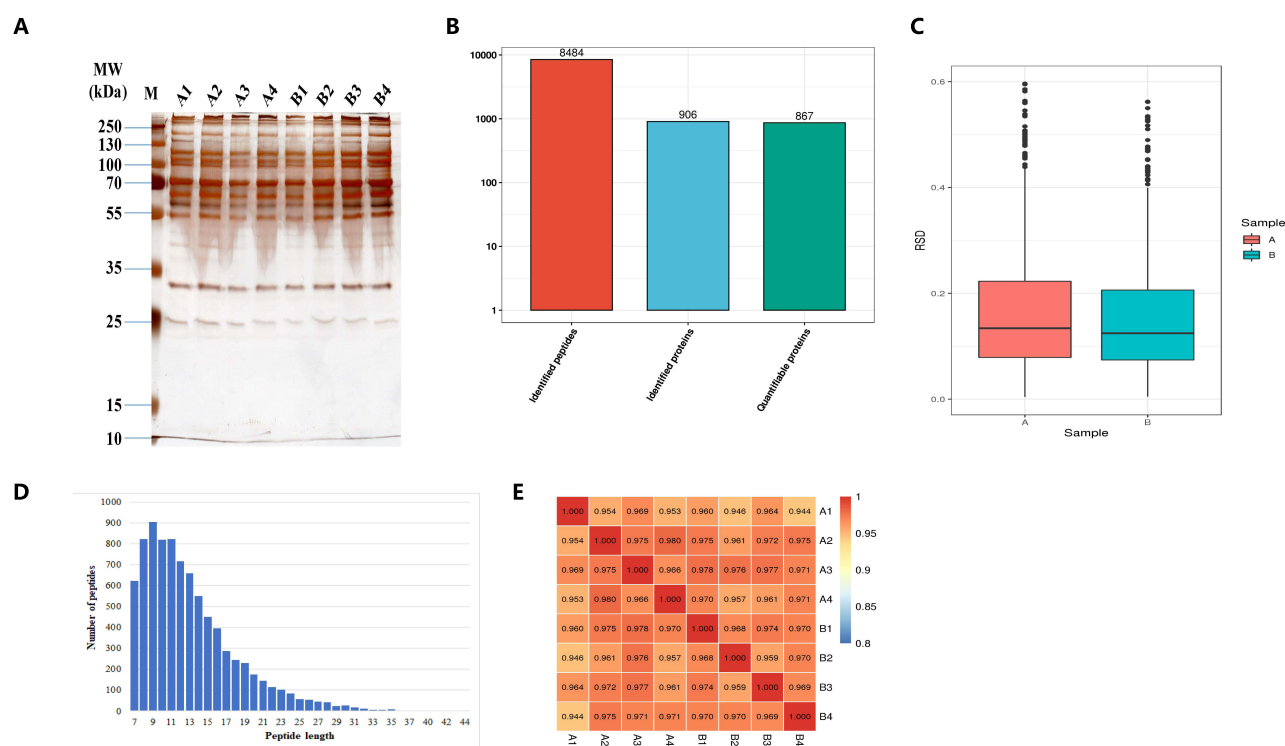 A
MW
(kDa)
M A1 A2 A3 A4 B1 B2 B3 B4
250
130
100
70
55
35
25
15
10
B
10000
1000
100
10
1
8484
906
867
Identified peptides
Identified proteins
Quantifiable proteins
C
RSD
0.6
0.4
0.2
0.0
A B
Sample
Sample
A
B
D
Number of peptides
1000
900
800
700
600
500
400
300
200
100
0
7 9 11 13 15 17 19 21 23 25 27 29 31 33 35 37 40 42 44
Peptide length
E
1.000 0.954 0.969 0.953 0.960 0.946 0.964 0.944 A1
0.954 1.000 0.975 0.980 0.975 0.961 0.972 0.975 A2
0.969 0.975 1.000 0.966 0.978 0.976 0.977 0.971 A3
0.953 0.980 0.966 1.000 0.970 0.957 0.961 0.971 A4
0.960 0.975 0.978 0.970 1.000 0.968 0.974 0.970 B1
0.946 0.961 0.976 0.957 0.968 1.000 0.959 0.970 B2
0.964 0.972 0.977 0.961 0.974 0.959 1.000 0.969 B3
0.944 0.975 0.971 0.971 0.970 0.970 0.969 1.000 B4
A1 A2 A3 A4 B1 B2 B3 B4
1
0.95
0.9
0.85
0.8